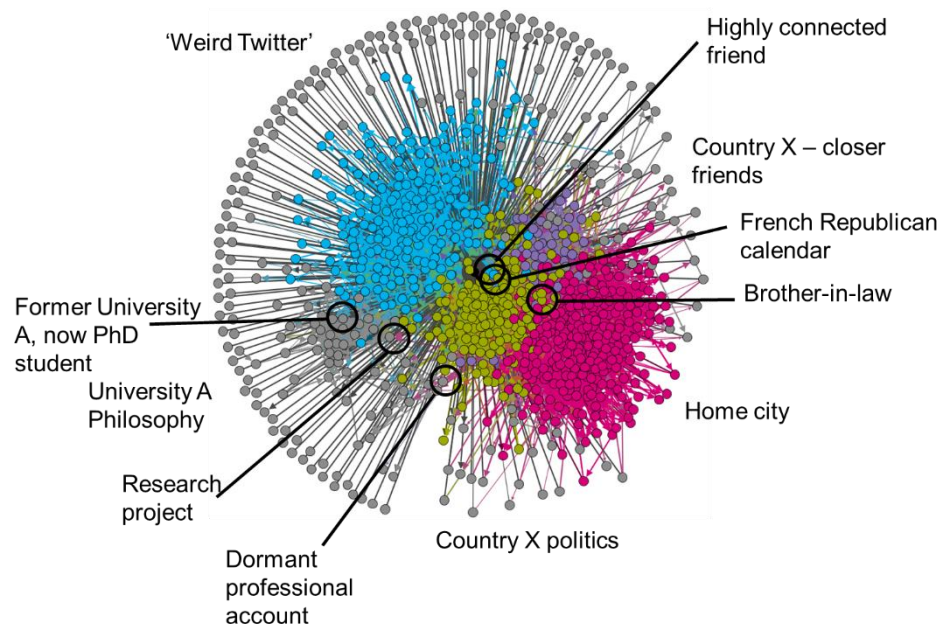 Highly connected
friend
'Weird Twitter'
Country X – closer
friends
French Republican
calendar
Brother-in-law
Former University
A, now PhD
student
University A
Philosophy
Home city
Research
project
Country X politics
Dormant
professional
account